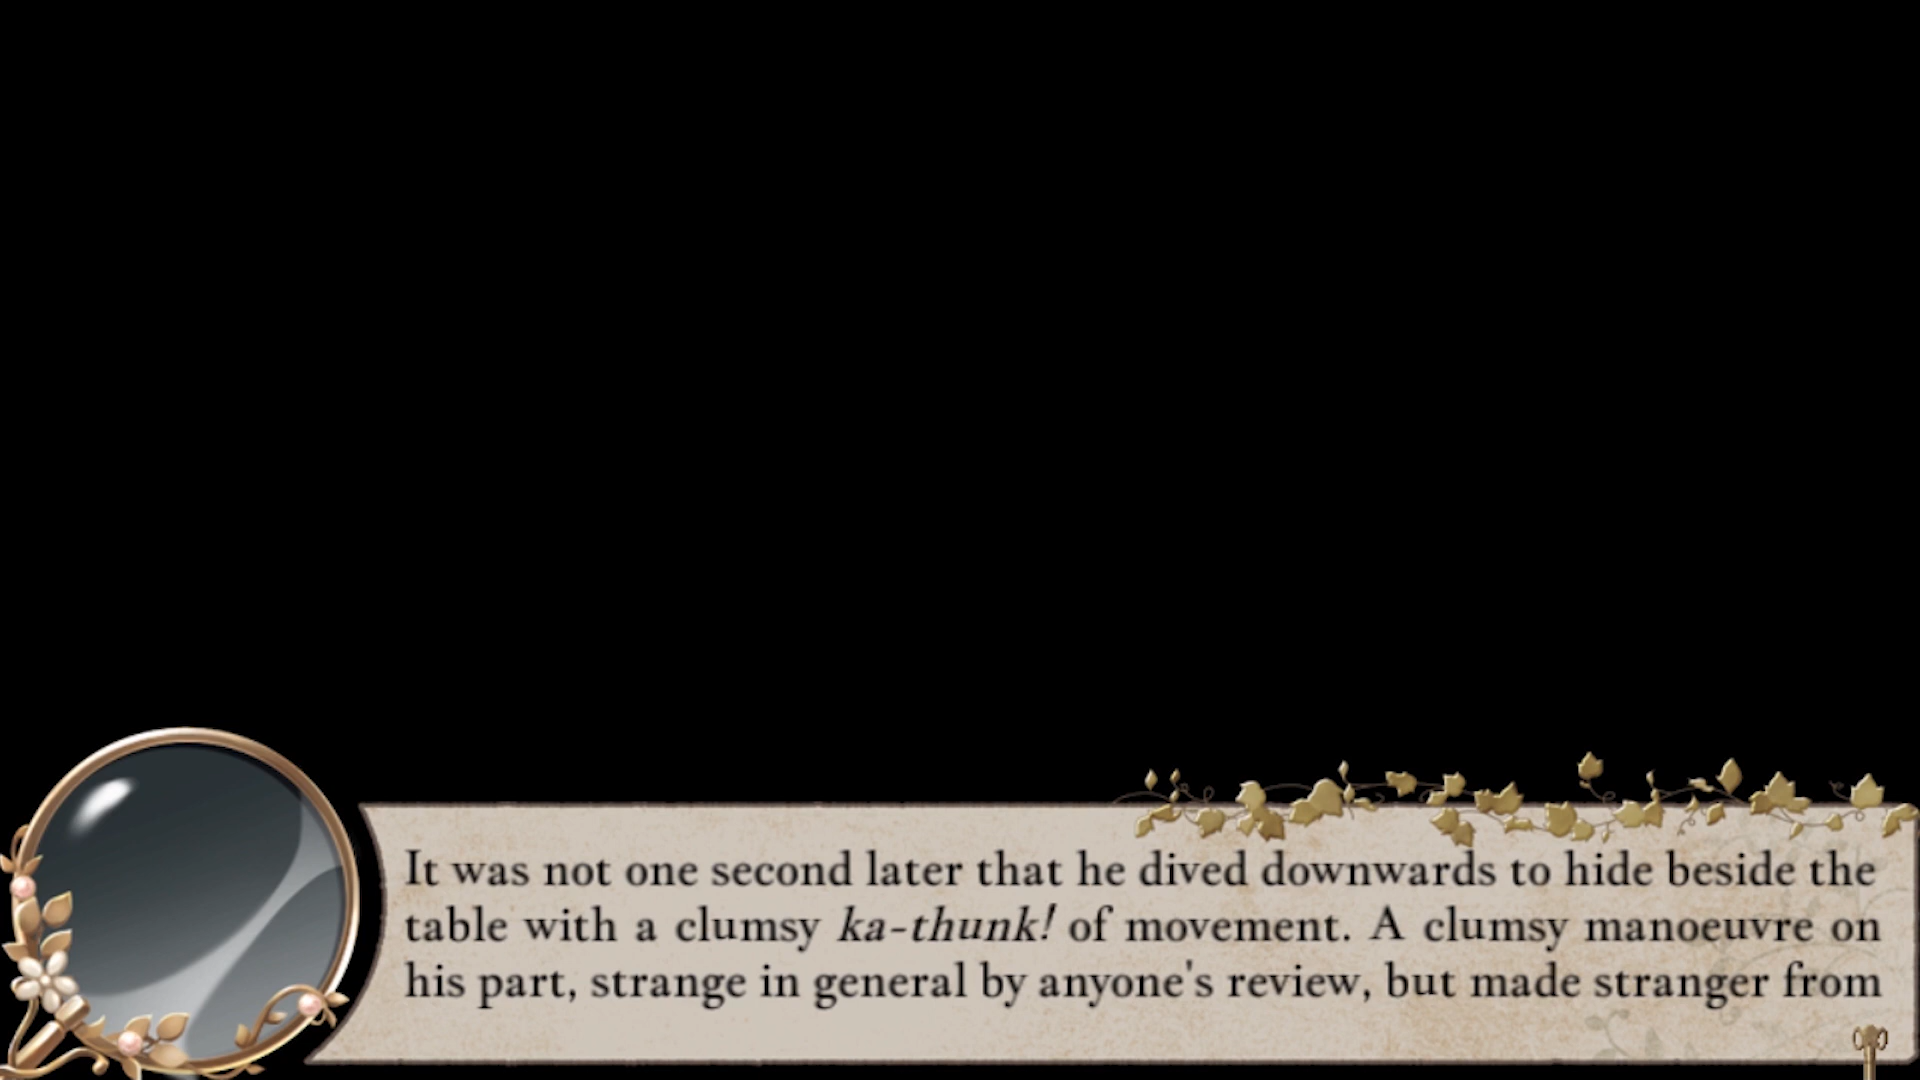 It was not one second later that he dived downwards to hide beside the
table with a clumsy ka-thunk! of movement. A clumsy manoeuvre on
his part, strange in general by anyone's review, but made stranger from